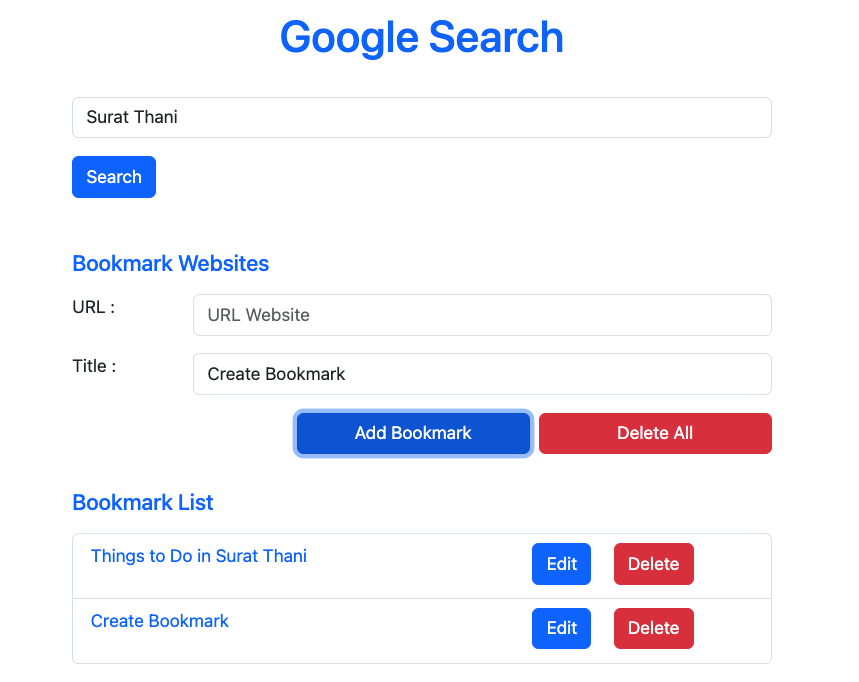 Google Search
Surat Thani
Search
Bookmark Websites
URL :
URL Website
Title :
Create Bookmark
Add Bookmark
Delete All
Bookmark List
Things to Do in Surat Thani
Edit
Delete
Create Bookmark
Edit
Delete